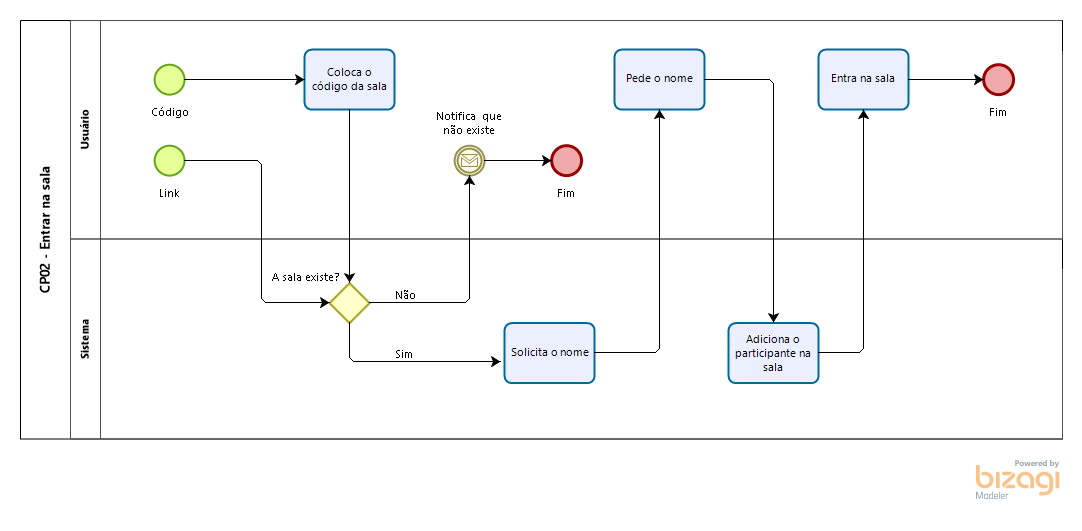 CP02 - Entrar na sala
Usuário
Código
Coloca o
código da sala
Link
Notifica que
não existe
Fim
Pede o nome
Entra na sala
Fim
Sistema
A sala existe?
Não
Sim
Solicita o nome
Adiciona o
participante na
sala
Powered by
bizagi
Modeler